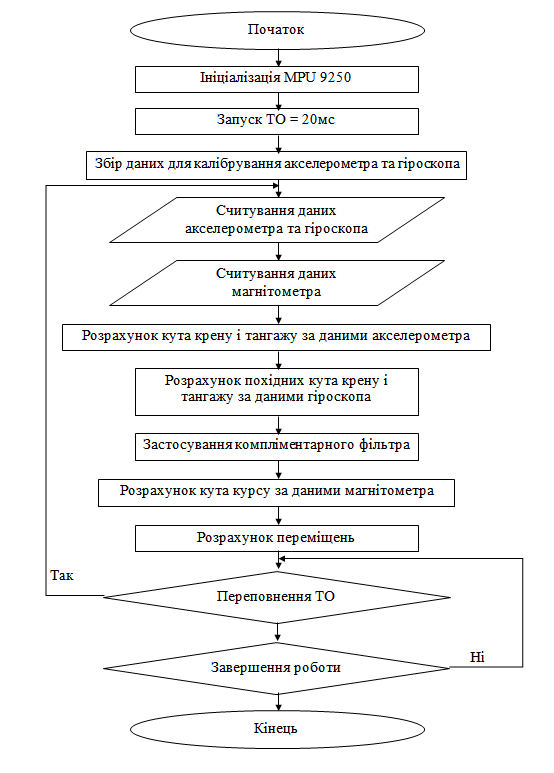 Початок
Ініціалізація MPU 9250
Запуск ТО = 20мс
Збір даних для калібрування акселерометра та гіроскопа
Считування даних
акселерометра та гіроскопа
Считування даних
магнітометра
Розрахунок кута крену і тангажу за даними акселерометра
Розрахунок похідних кута крену і
тангажу за даними гіроскопа
Застосування компліментарного фільтра
Розрахунок кута курсу за даними магнітометра
Розрахунок переміщень
Так
Переповнення ТО
Ні
Завершення роботи
Кінець